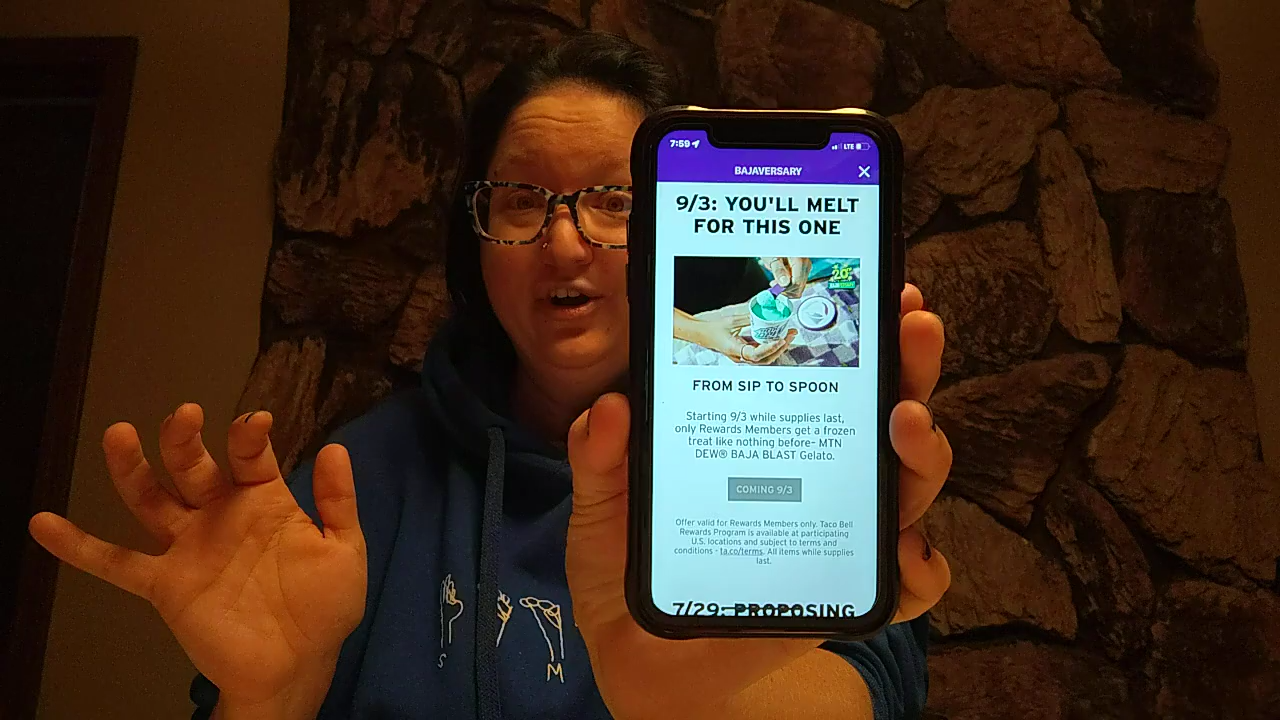 7:59
LTE
BAJAVERSARY
9/3: YOU'LL MELT
FOR THIS ONE
20
FROM SIP TO SPOON
Starting 9/3 while supplies last,
only Rewards Members get a frozen
treat like nothing before– MTN
DEW® BAJA BLAST Gelato.
COMING 9/3
Offer valid for Rewards Members only. Taco Bell
Rewards Program is available at participating
U.S. locations and subject to terms and
conditions - ta.co/terms. All items while supplies
last.
7/29: PROPOSING
S
M